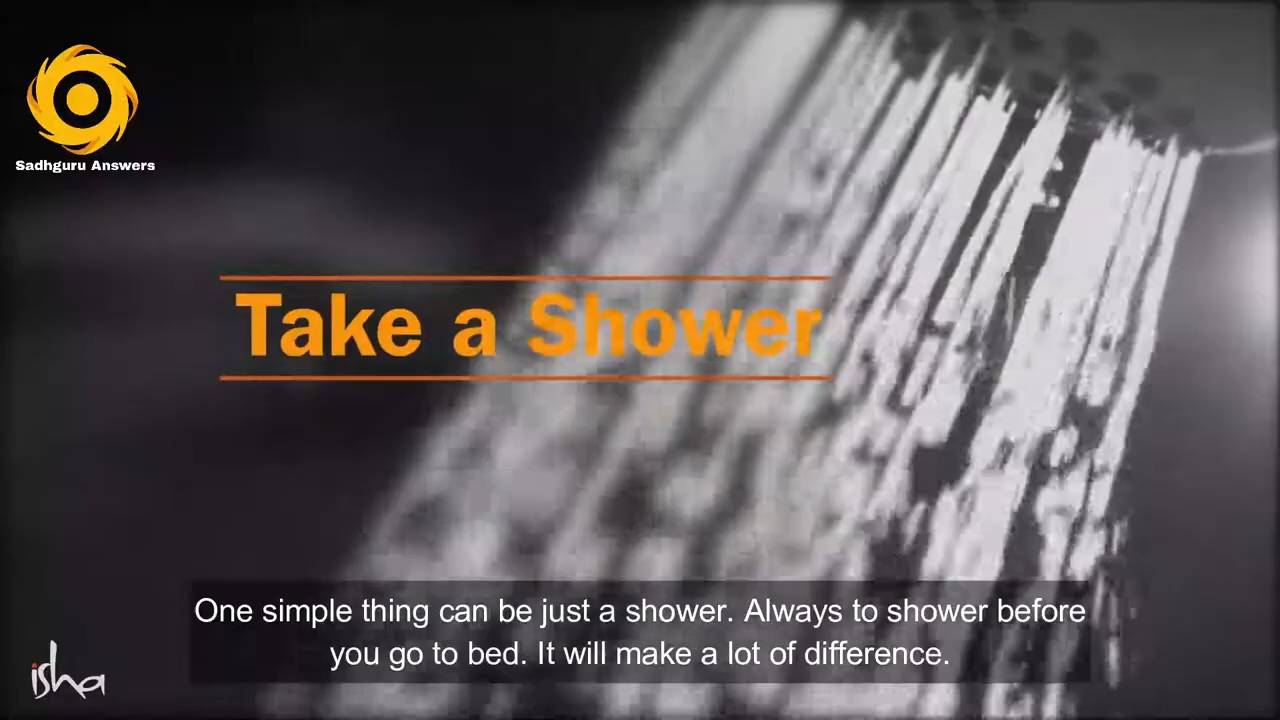 Sadhguru Answers
Take a Shower
One simple thing can be just a shower. Always to shower before
you go to bed. It will make a lot of difference.
isha